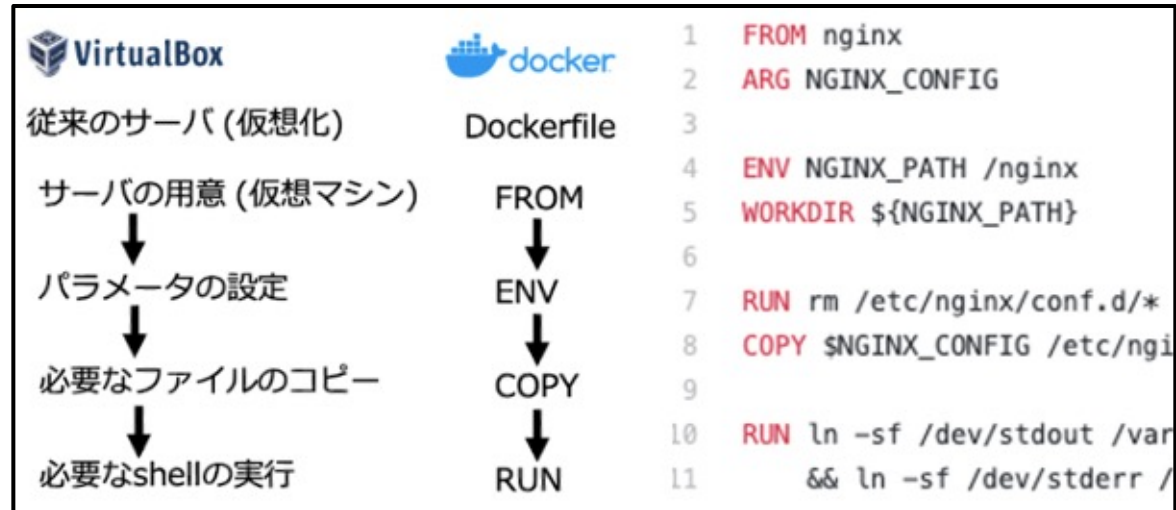 VirtualBox
従来のサーバ (仮想化)
サーバの用意 (仮想マシン)
パラメータの設定
必要なファイルのコピー
必要なshellの実行
docker
Dockerfile
FROM
ENV
COPY
RUN
1 FROM nginx
2 ARG NGINX_CONFIG
3
4 ENV NGINX_PATH /nginx
5 WORKDIR ${NGINX_PATH}
6
7 RUN rm /etc/nginx/conf.d/*
8 COPY $NGINX_CONFIG /etc/ngi
9
10 RUN ln -sf /dev/stdout /var
11 && ln -sf /dev/stderr /